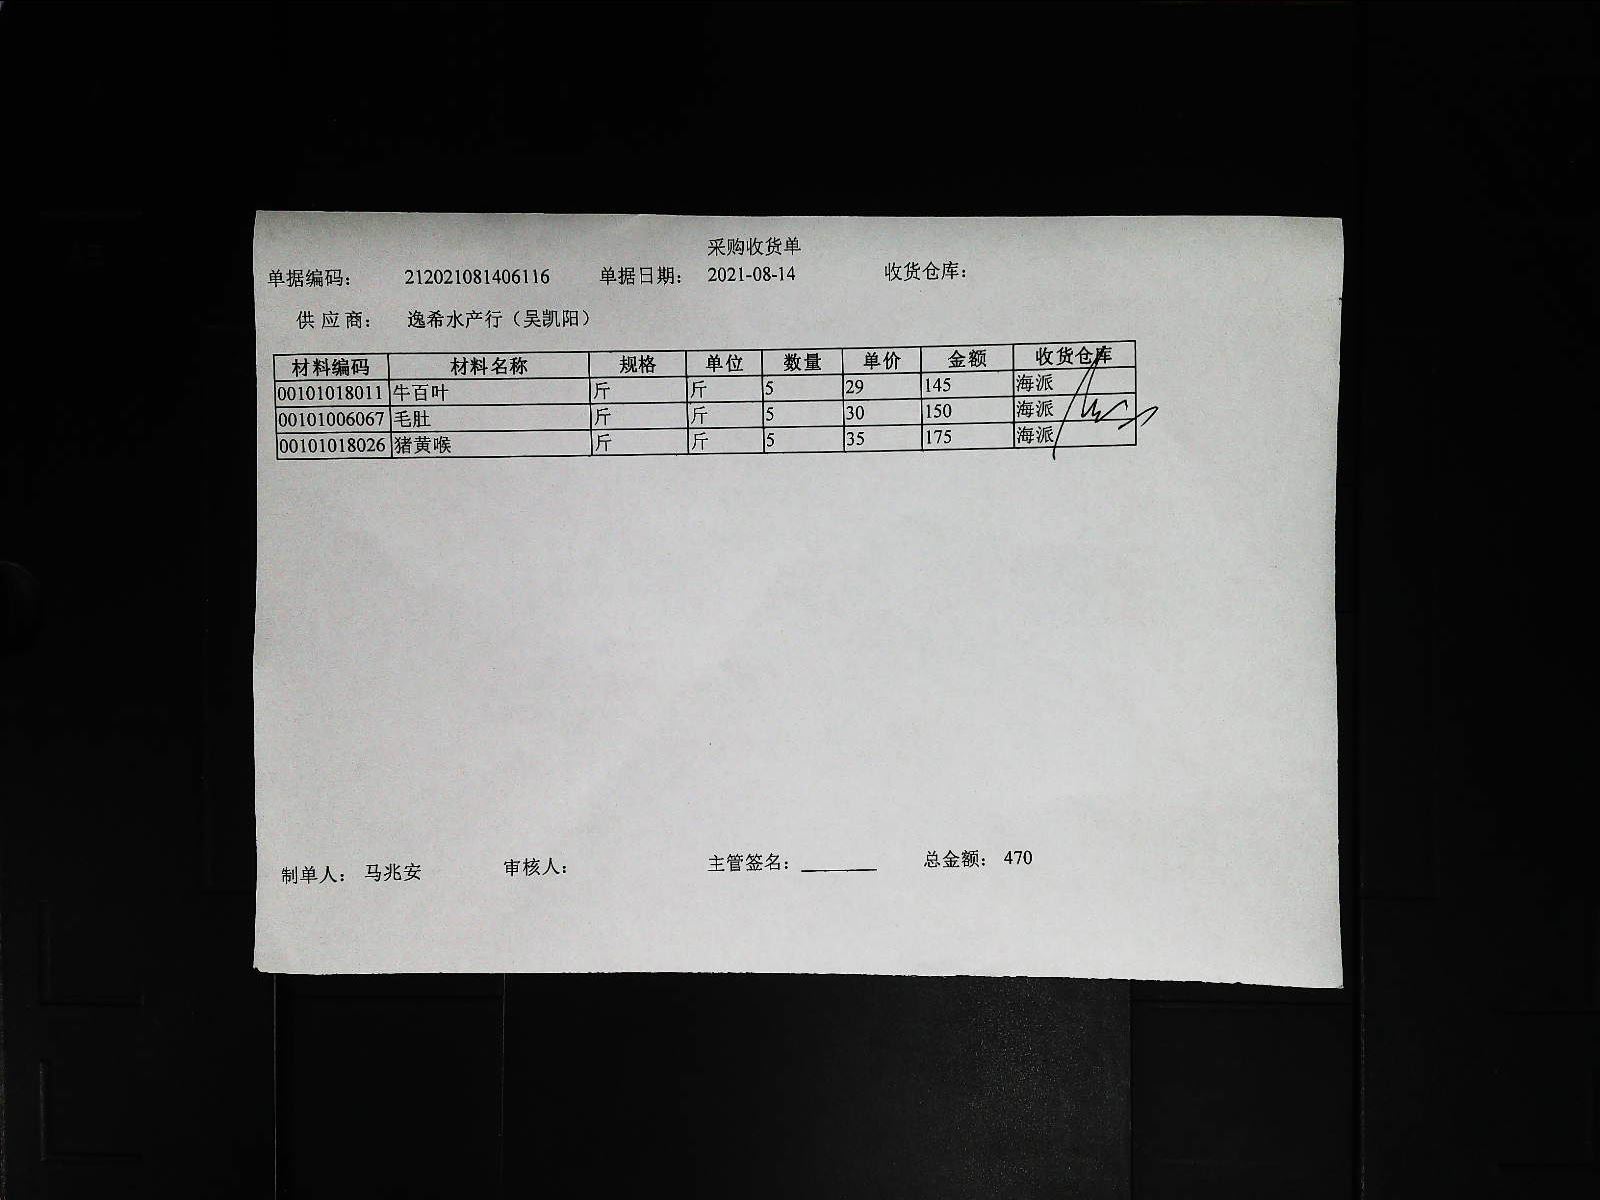 采购收货单
单据编码： 212021081406116 单据日期： 2021-08-14 收货仓库：
供应商： 逸希水产行（吴凯阳）
材料编码 材料名称 规格 单位 数量 单价 金额 收货仓库
00101018011 牛百叶 斤 斤 5 29 145 海派
00101006067 毛肚 斤 斤 5 30 150 海派
00101018026 猪黄喉 斤 斤 5 35 175 海派
制单人： 马兆安 审核人： 主管签名：________ 总金额： 470